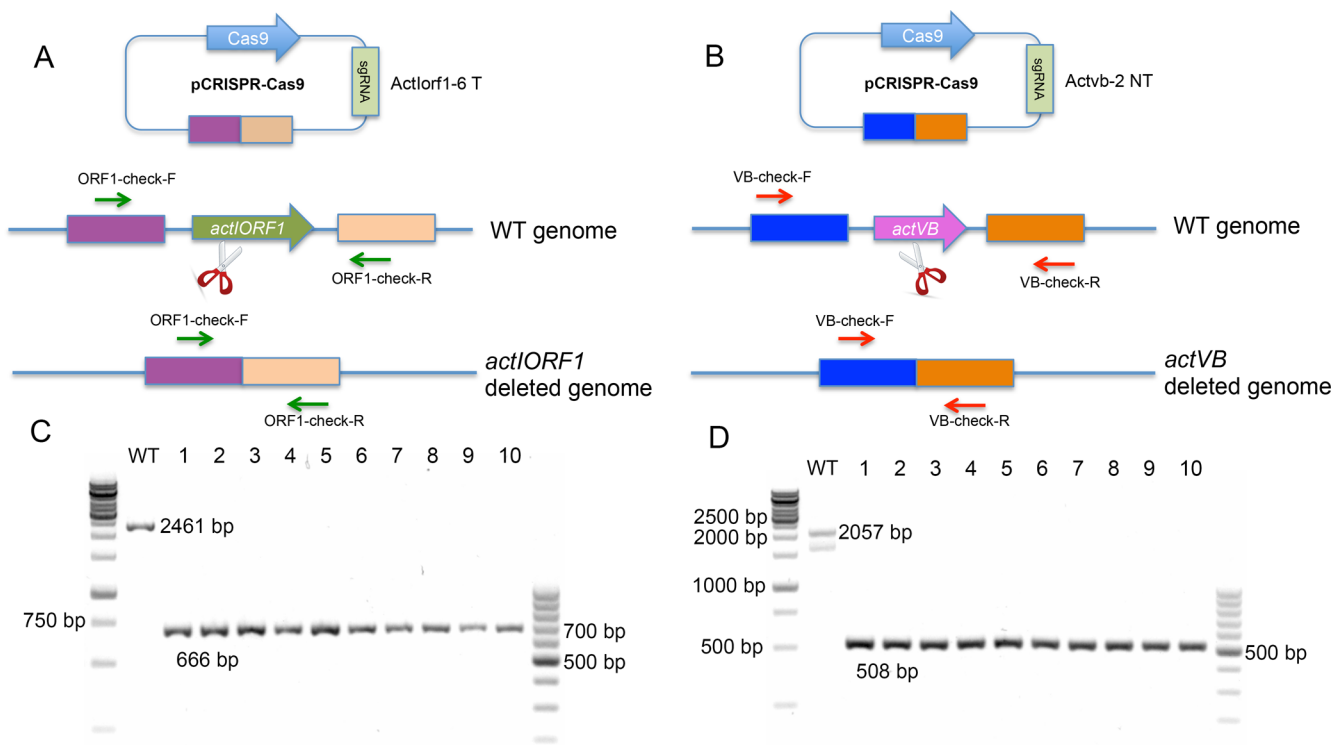 A
Cas9
pCRISPR-Cas9
sgRNA
ActIorf1-6 T
ORF1-check-F
actIORF1
WT genome
ORF1-check-R
ORF1-check-F
actIORF1
deleted genome
ORF1-check-R
B
Cas9
pCRISPR-Cas9
sgRNA
Actvb-2 NT
VB-check-F
actVB
WT genome
VB-check-R
VB-check-F
actVB
deleted genome
VB-check-R
C
WT 1 2 3 4 5 6 7 8 9 10
2461 bp
750 bp
666 bp
700 bp
500 bp
D
WT 1 2 3 4 5 6 7 8 9 10
2500 bp
2000 bp
2057 bp
1000 bp
500 bp
508 bp
500 bp